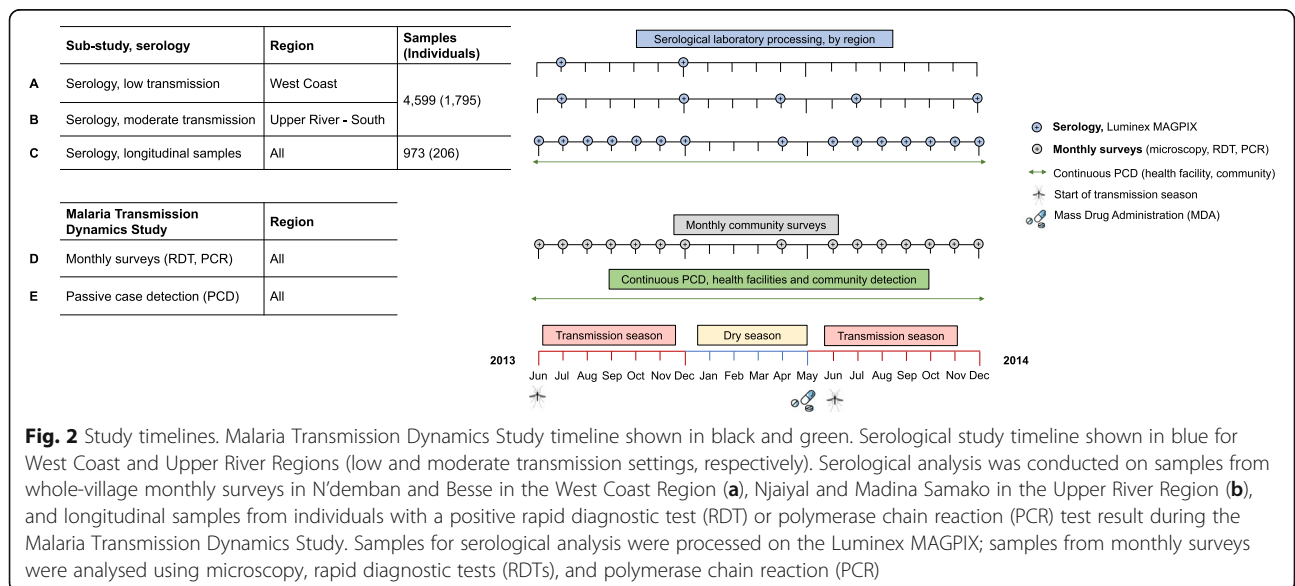 Sub-study, serology Region Samples (Individuals)
A Serology, low transmission West Coast 4,599 (1,795)
B Serology, moderate transmission Upper River - South
C Serology, longitudinal samples All 973 (206)
Malaria Transmission Dynamics Study Region
D Monthly surveys (RDT, PCR) All
E Passive case detection (PCD) All
Serological laboratory processing, by region
Serology, Luminex MAGPIX
Monthly surveys (microscopy, RDT, PCR)
Continuous PCD (health facility, community)
Start of transmission season
Mass Drug Administration (MDA)
Monthly community surveys
Continuous PCD, health facilities and community detection
Transmission season Dry season Transmission season
2013 2014
Jun Jul Aug Sep Oct Nov Dec Jan Feb Mar Apr May Jun Jul Aug Sep Oct Nov Dec
Fig. 2 Study timelines. Malaria Transmission Dynamics Study timeline shown in black and green. Serological study timeline shown in blue for
West Coast and Upper River Regions (low and moderate transmission settings, respectively). Serological analysis was conducted on samples from
whole-village monthly surveys in N'demban and Besse in the West Coast Region (a), Njaiyal and Madina Samako in the Upper River Region (b),
and longitudinal samples from individuals with a positive rapid diagnostic test (RDT) or polymerase chain reaction (PCR) test result during the
Malaria Transmission Dynamics Study. Samples for serological analysis were processed on the Luminex MAGPIX; samples from monthly surveys
were analysed using microscopy, rapid diagnostic tests (RDTs), and polymerase chain reaction (PCR)